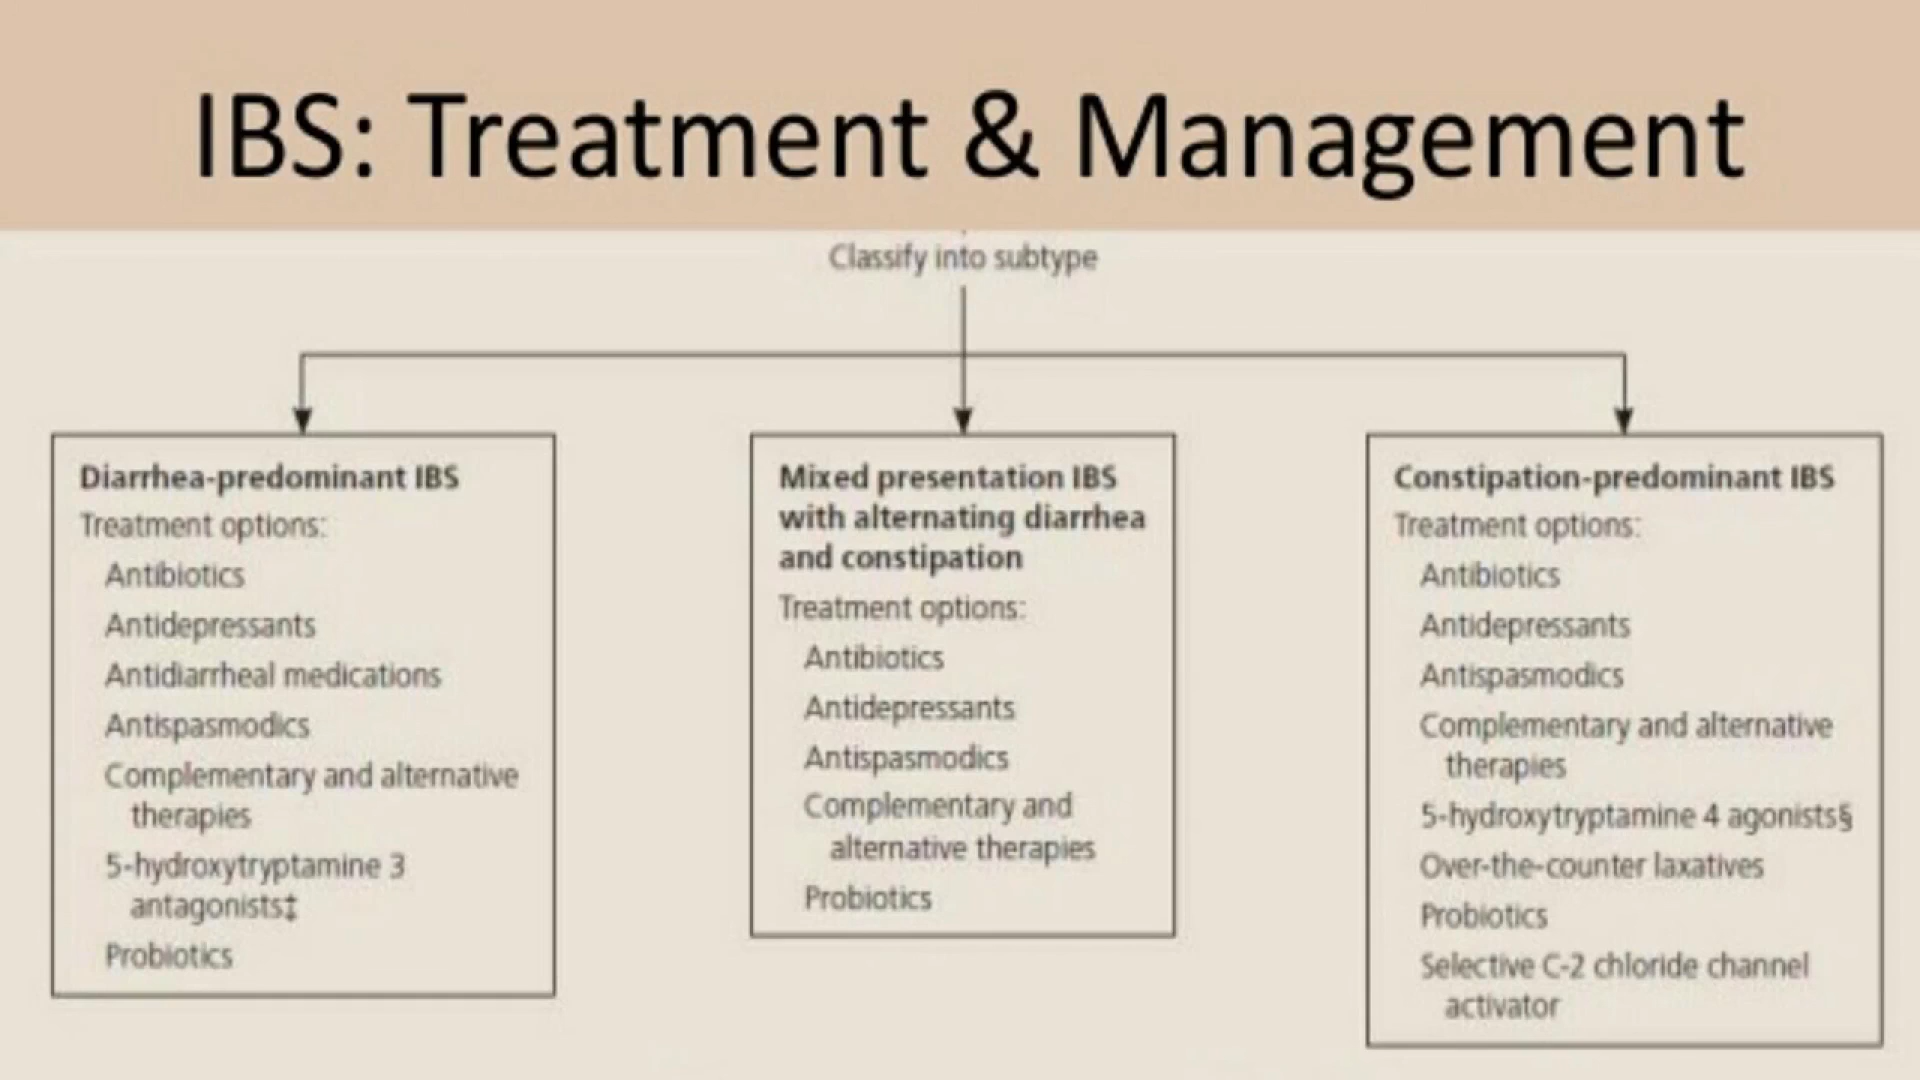 IBS: Treatment & Management
Classify into subtype
Diarrhea-predominant IBS
Treatment options:
Antibiotics
Antidepressants
Antidiarrheal medications
Antispasmodics
Complementary and alternative
therapies
5-hydroxytryptamine 3
antagonists‡
Probiotics
Mixed presentation IBS
with alternating diarrhea
and constipation
Treatment options:
Antibiotics
Antidepressants
Antispasmodics
Complementary and
alternative therapies
Probiotics
Constipation-predominant IBS
Treatment options:
Antibiotics
Antidepressants
Antispasmodics
Complementary and alternative
therapies
5-hydroxytryptamine 4 agonists§
Over-the-counter laxatives
Probiotics
Selective C-2 chloride channel
activator